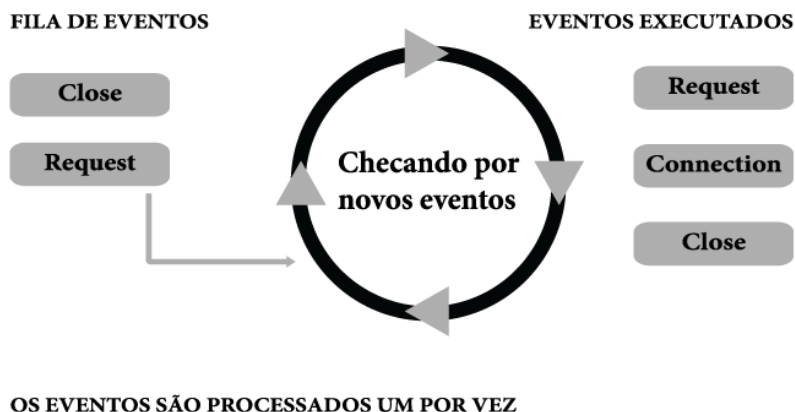 FILA DE EVENTOS
Close
Request
Checando por
novos eventos
EVENTOS EXECUTADOS
Request
Connection
Close
OS EVENTOS SÃO PROCESSADOS UM POR VEZ